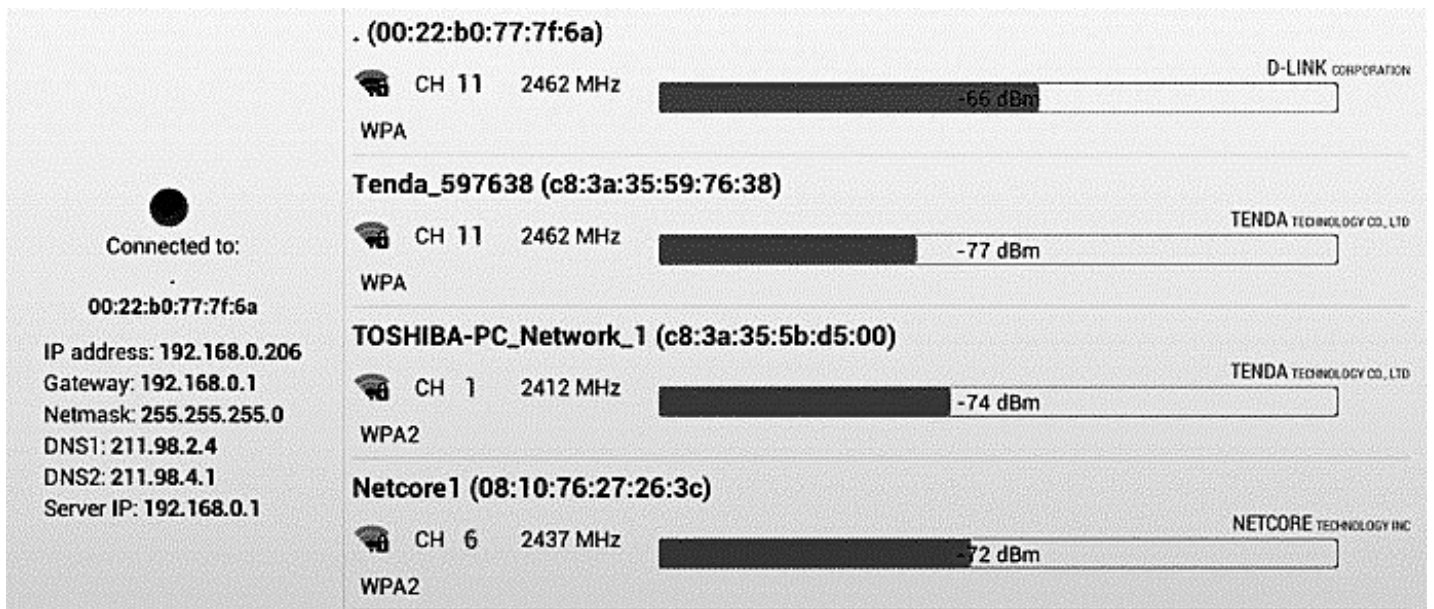 Connected to:
.
00:22:b0:77:7f:6a
IP address: 192.168.0.206
Gateway: 192.168.0.1
Netmask: 255.255.255.0
DNS1: 211.98.2.4
DNS2: 211.98.4.1
Server IP: 192.168.0.1
. (00:22:b0:77:7f:6a)
D-LINK CORPORATION
CH 11 2462 MHz -66 dBm
WPA
Tenda_597638 (c8:3a:35:59:76:38)
TENDA TECHNOLOGY CO., LTD
CH 11 2462 MHz -77 dBm
WPA
TOSHIBA-PC_Network_1 (c8:3a:35:5b:d5:00)
TENDA TECHNOLOGY CO., LTD
CH 1 2412 MHz -74 dBm
WPA2
Netcore1 (08:10:76:27:26:3c)
NETCORE TECHNOLOGY INC
CH 6 2437 MHz -72 dBm
WPA2